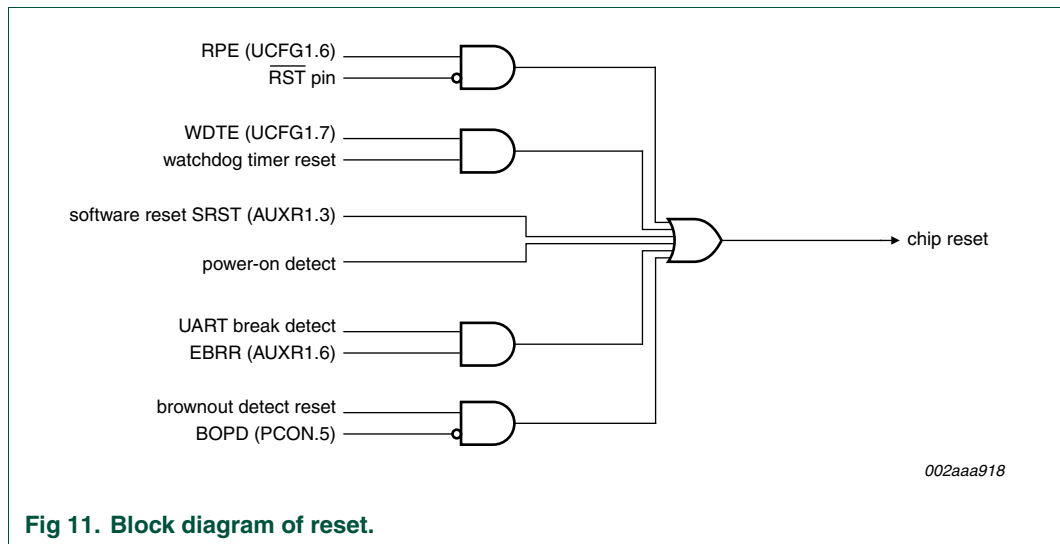 RPE (UCFG1.6)
RST pin
WDTE (UCFG1.7)
watchdog timer reset
software reset SRST (AUXR1.3)
chip reset
power-on detect
UART break detect
EBRR (AUXR1.6)
brownout detect reset
BOPD (PCON.5)
002aaa918
Fig 11. Block diagram of reset.